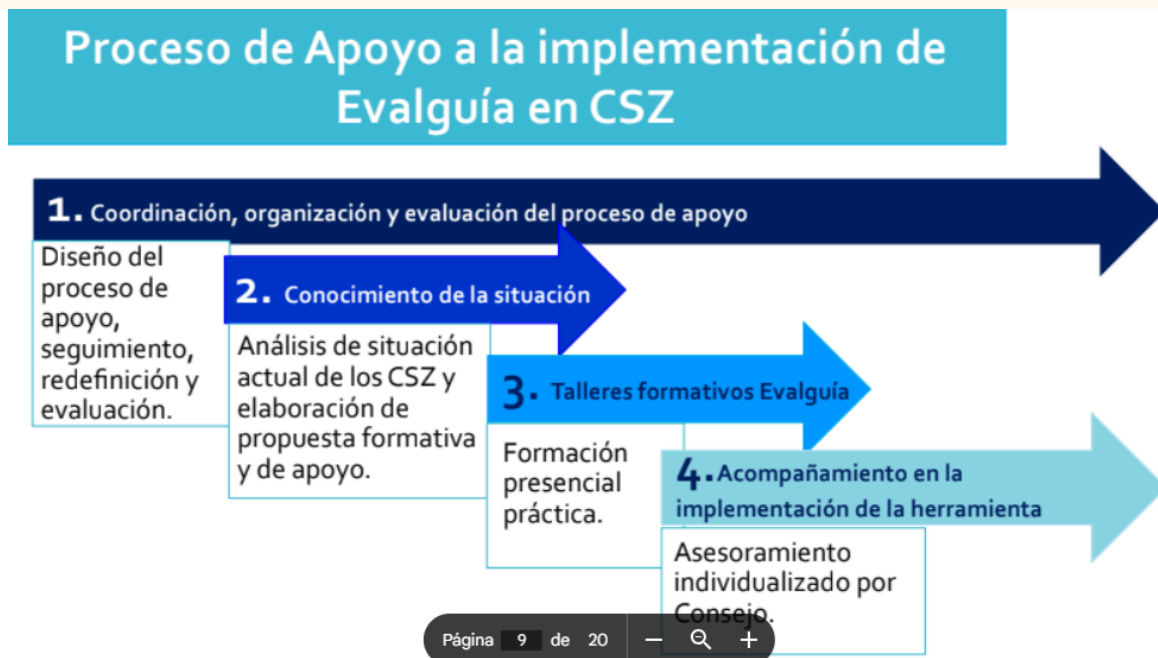 Proceso de Apoyo a la implementación de
Evalguía en CSZ
1. Coordinación, organización y evaluación del proceso de apoyo
Diseño del
proceso de
apoyo,
seguimiento,
redefinición y
evaluación.
2. Conocimiento de la situación
Análisis de situación
actual de los CSZ y
elaboración de
propuesta formativa
y de apoyo.
3. Talleres formativos Evalguía
Formación
presencial
práctica.
4. Acompañamiento en la
implementación de la herramienta
Asesoramiento
individualizado por
Consejo.
Página 9 de 20